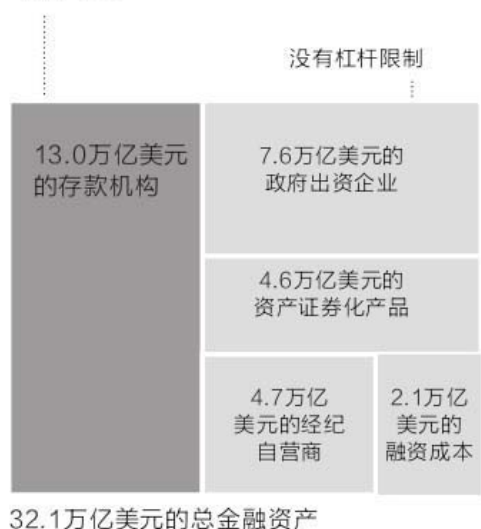 没有杠杆限制
13.0万亿美元
的存款机构
7.6万亿美元的
政府出资企业
4.6万亿美元的
资产证券化产品
4.7万亿
美元的经纪
自营商
2.1万亿
美元的
融资成本
32.1万亿美元的总金融资产